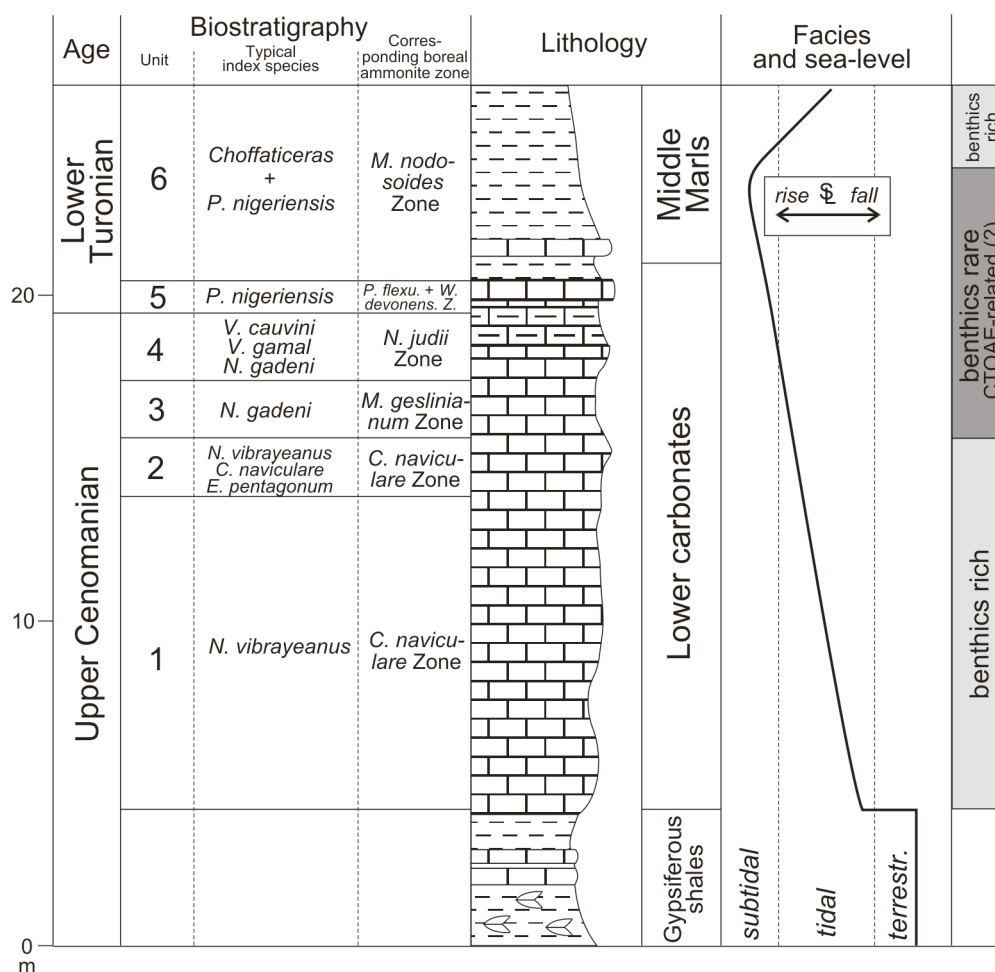 Age
Biostratigraphy
Unit
Typical
index species
Corres-
ponding boreal
ammonite zone
Lithology
Facies
and sea-level
Lower
Turonian
6
Choffaticeras
+
P. nigeriensis
M. nodo-
soides
Zone
Middle
Marls
rise SL fall
benthics
rich
20
5
P. nigeriensis
P. flexu. + W.
devonens. Z.
benthics rare
CTOAE-related (?)
Upper Cenomanian
4
V. cauvini
V. gamal
N. gadeni
N. judii
Zone
3
N. gadeni
M. geslinia-
num Zone
2
N. vibrayeanus
C. naviculare
E. pentagonum
C. navicu-
lare Zone
Lower carbonates
10
1
N. vibrayeanus
C. navicu-
lare Zone
benthics rich
Gypsiferous
shales
subtidal
tidal
terrestr.
0
m